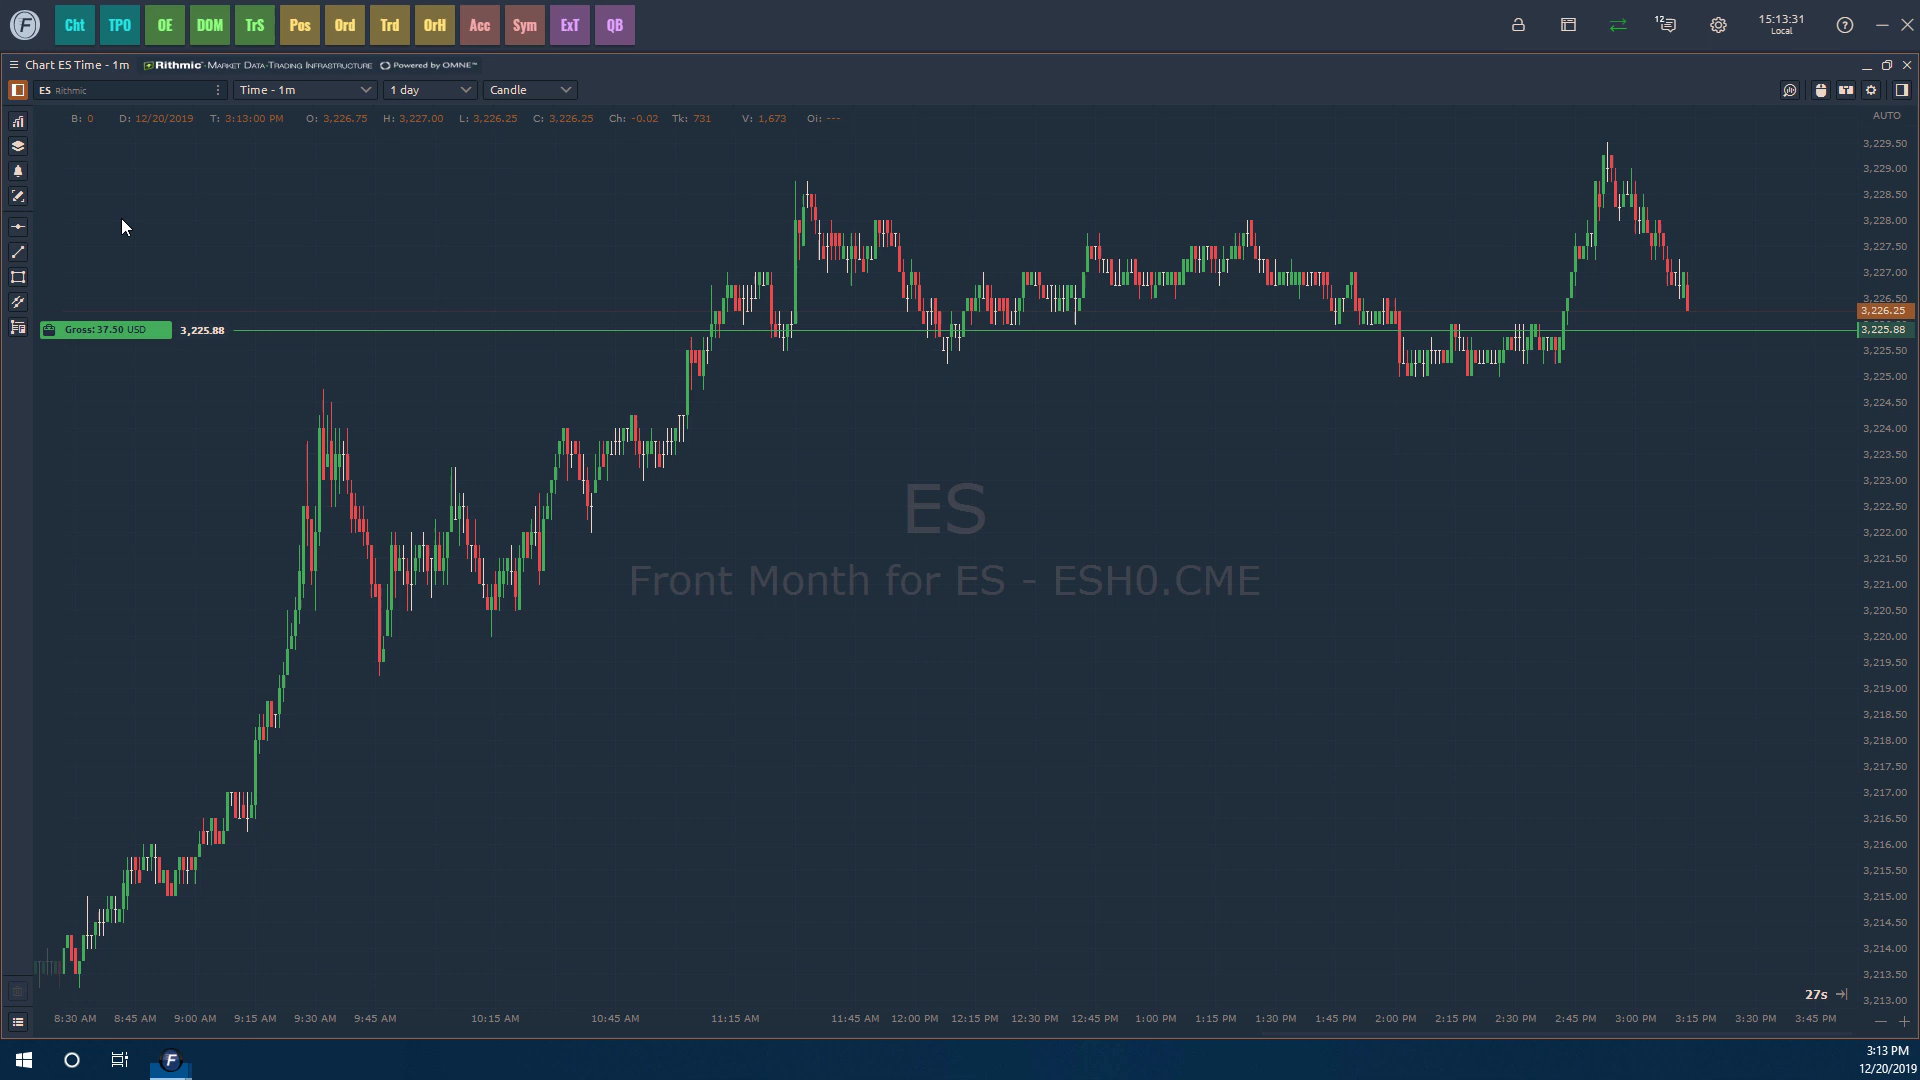 F Cht TPO OE DOM TrS Pos Ord Trd OrH Acc Sym ExT QB 12 15:13:31
Local
Chart ES Time - 1m Rithmic MARKET DATA-TRADING INFRASTRUCTURE Powered by OMNE™
ES Rithmic Time - 1m 1 day Candle
B: 0 D: 12/20/2019 T: 3:13:00 PM O: 3,226.75 H: 3,227.00 L: 3,226.25 C: 3,226.25 Ch: -0.02 Tk: 731 V: 1,673 Oi: ---
AUTO
3,229.50
3,229.00
3,228.50
3,228.00
3,227.50
3,227.00
3,226.50
3,226.25
Gross: 37.50 USD 3,225.88
3,225.88
3,225.50
3,225.00
3,224.50
3,224.00
3,223.50
3,223.00
3,222.50
3,222.00
3,221.50
3,221.00
3,220.50
3,220.00
3,219.50
3,219.00
3,218.50
3,218.00
3,217.50
3,217.00
3,216.50
3,216.00
3,215.50
3,215.00
3,214.50
3,214.00
3,213.50
3,213.00
ES
Front Month for ES - ESH0.CME
27s
8:30 AM 8:45 AM 9:00 AM 9:15 AM 9:30 AM 9:45 AM 10:15 AM 10:45 AM 11:15 AM 11:45 AM 12:00 PM 12:15 PM 12:30 PM 12:45 PM 1:00 PM 1:15 PM 1:30 PM 1:45 PM 2:00 PM 2:15 PM 2:30 PM 2:45 PM 3:00 PM 3:15 PM 3:30 PM 3:45 PM
F
3:13 PM
12/20/2019